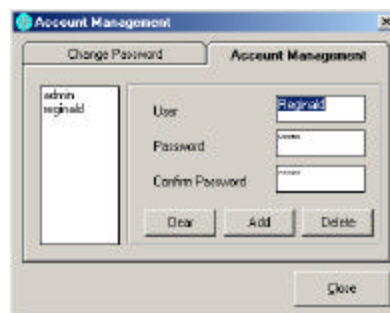 Account Management
Change Password
Account Management
admin
reginald
User
Reginald
Password
Confirm Password
Clear
Add
Delete
Close